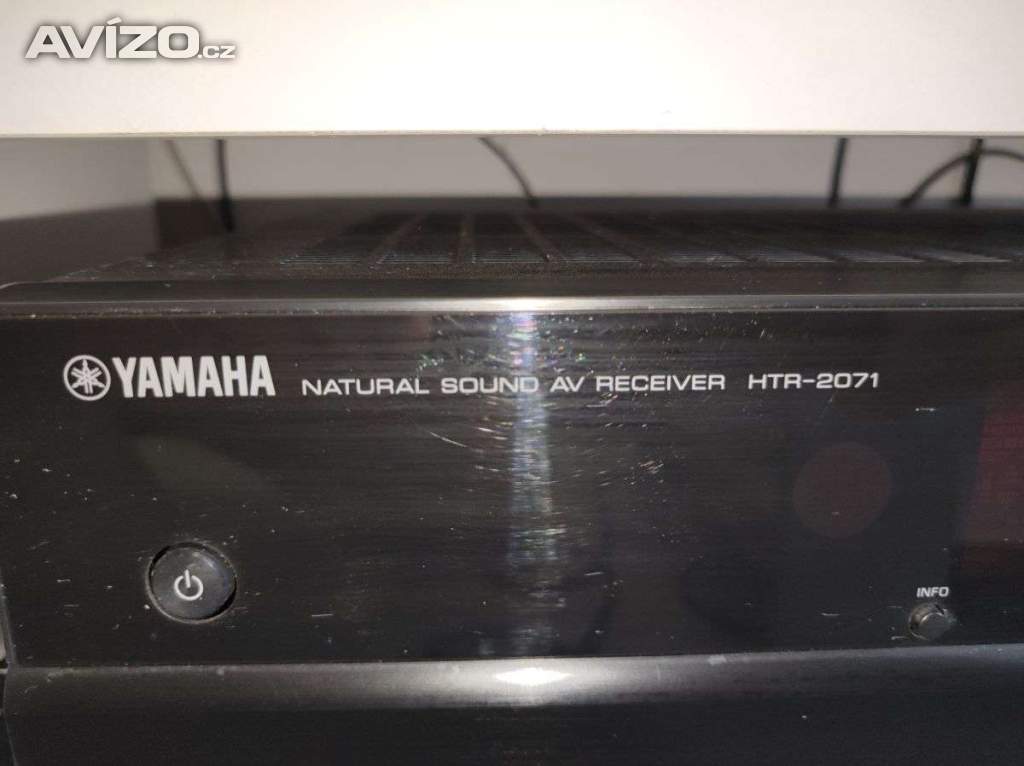 AVÍZO.cz
YAMAHA NATURAL SOUND AV RECEIVER HTR-2071
INFO